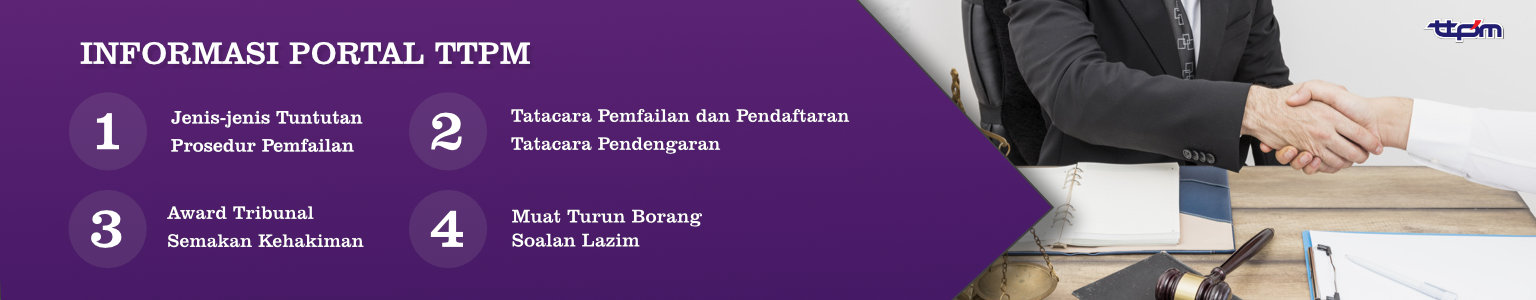 INFORMASI PORTAL TTPM
1
Jenis-jenis Tuntutan
Prosedur Pemfailan
2
Tatacara Pemfailan dan Pendaftaran
Tatacara Pendengaran
3
Award Tribunal
Semakan Kehakiman
4
Muat Turun Borang
Soalan Lazim
ttpm